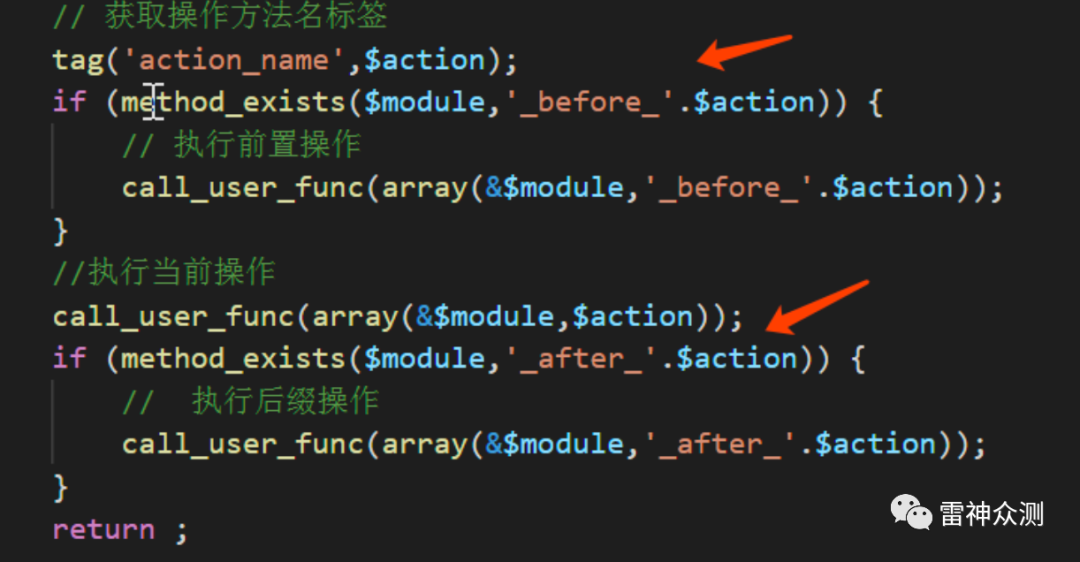 // 获取操作方法名标签
tag('action_name',$action);
if (method_exists($module,'_before_'.$action)) {
// 执行前置操作
call_user_func(array(&$module,'_before_'.$action));
}
//执行当前操作
call_user_func(array(&$module,$action));
if (method_exists($module,'_after_'.$action)) {
//  执行后缀操作
call_user_func(array(&$module,'_after_'.$action));
}
return ;
雷神众测